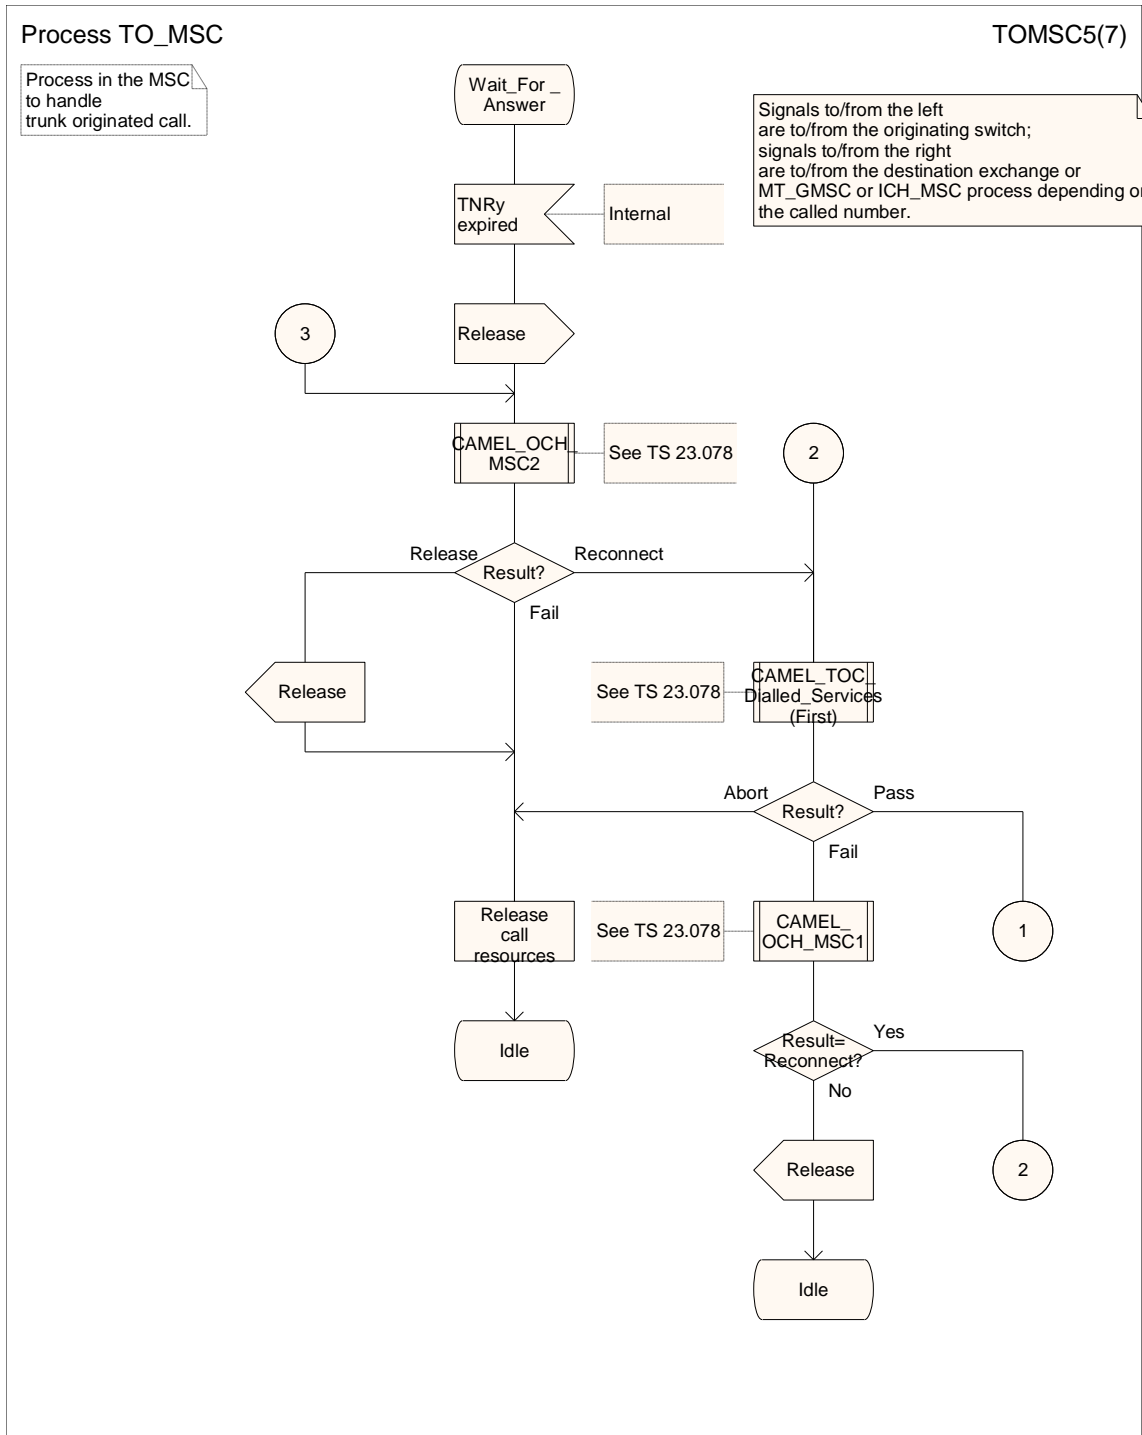 Process TO_MSC
TOMSC5(7)
Process in the MSC
to handle
trunk originated call.
Wait_For _
Answer
Signals to/from the left
are to/from the originating switch;
signals to/from the right
are to/from the destination exchange or
MT_GMSC or ICH_MSC process depending or
the called number.
TNRy
expired
Internal
3
Release
CAMEL_OCH_
MSC2
See TS 23.078
2
Release
Result?
Reconnect
Fail
Release
See TS 23.078
CAMEL_TOC_
Dialled_Services
(First)
Abort
Result?
Pass
Fail
Release
call
resources
See TS 23.078
CAMEL_
OCH_MSC1
1
Idle
Result=
Reconnect?
Yes
No
Release
2
Idle